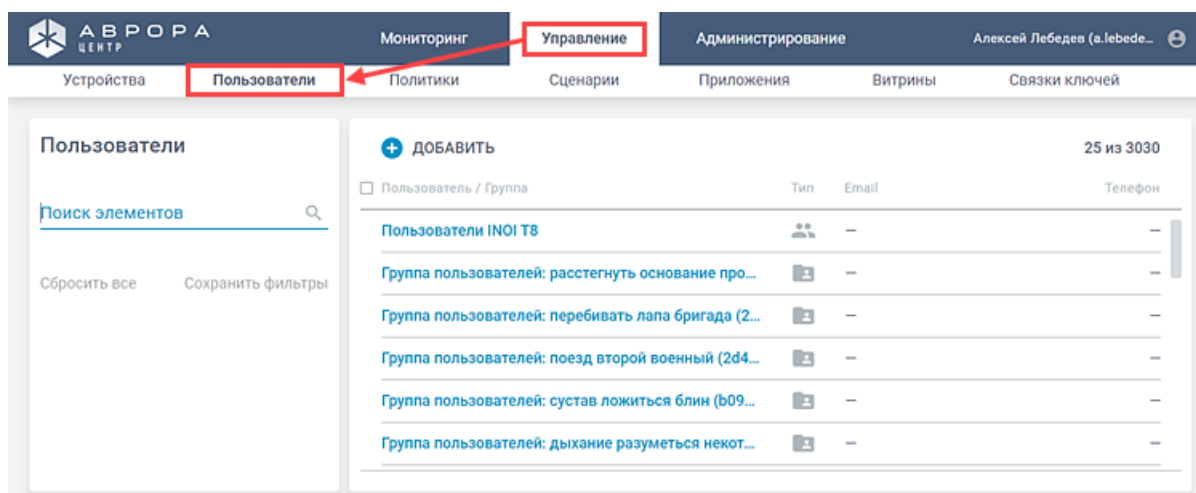 АВРОРА
ЦЕНТР
Мониторинг Управление Администрирование Алексей Лебедев (a.lebede...
Устройства Пользователи Политики Сценарии Приложения Витрины Связки ключей
Пользователи
Поиск элементов
Сбросить все Сохранить фильтры
ДОБАВИТЬ 25 из 3030
Пользователь / Группа Тип Email Телефон
Пользователи INOI T8 — —
Группа пользователей: расстегнуть основание про... — —
Группа пользователей: перебивать лапа бригада (2... — —
Группа пользователей: поезд второй военный (2d4... — —
Группа пользователей: сустав ложиться блин (b09... — —
Группа пользователей: дыхание разуметься некот... — —